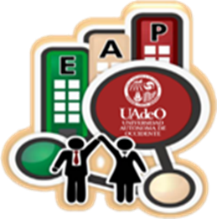 E A P
UAdeO
UNIVERSIDAD
AUTÓNOMA DE
OCCIDENTE